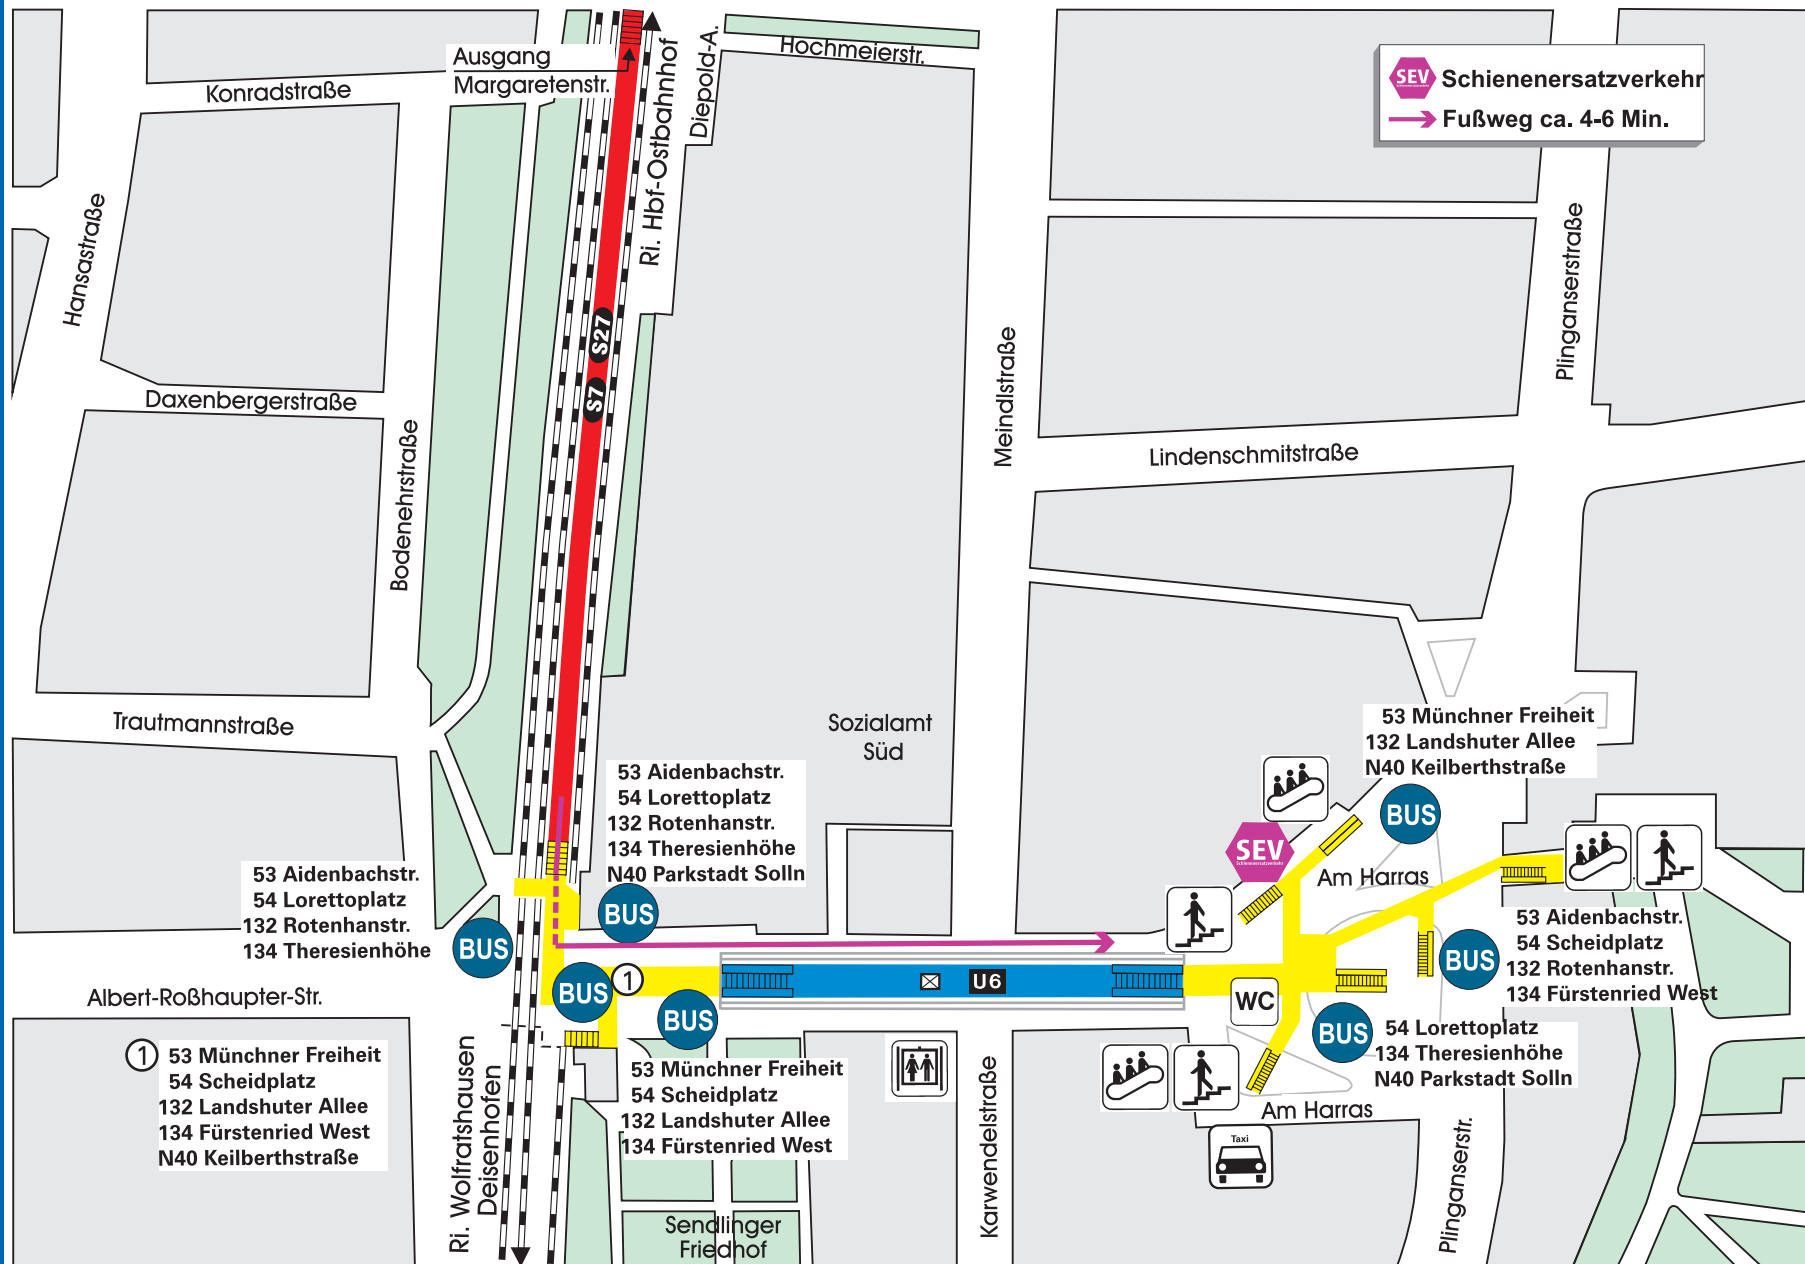 Ausgang
Margaretenstr.
Konradstraße
Hansastraße
Ri. Hbf-Ostbahnhof
Diepold-A.
Hochmeierstr.
SEV Schienenersatzverkehr
Fußweg ca. 4-6 Min.
Plinganserstraße
S27
S7
Daxenbergerstraße
Bodenehrstraße
Meindlstraße
Lindenschmitstraße
Trautmannstraße
Sozialamt
Süd
53 Münchner Freiheit
132 Landshuter Allee
N40 Keilberthstraße
BUS
53 Aidenbachstr.
54 Lorettoplatz
132 Rotenhanstr.
134 Theresienhöhe
N40 Parkstadt Solln
BUS
53 Aidenbachstr.
54 Lorettoplatz
132 Rotenhanstr.
134 Theresienhöhe
BUS
SEV
Schienenersatzverkehr
Am Harras
53 Aidenbachstr.
54 Scheidplatz
132 Rotenhanstr.
134 Fürstenried West
BUS
Albert-Roßhaupter-Str.
BUS 1
BUS
U6
WC
BUS
54 Lorettoplatz
134 Theresienhöhe
N40 Parkstadt Solln
1 53 Münchner Freiheit
54 Scheidplatz
132 Landshuter Allee
134 Fürstenried West
N40 Keilberthstraße
53 Münchner Freiheit
54 Scheidplatz
132 Landshuter Allee
134 Fürstenried West
Ri. Wolfratshausen
Deisenhofen
Karwendelstraße
Am Harras
Taxi
Plinganserstr.
Sendlinger
Friedhof